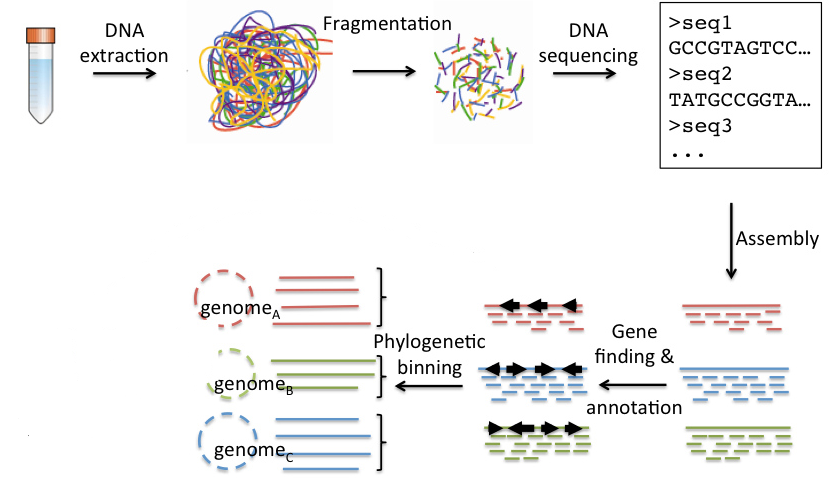 DNA
extraction
Fragmentation
DNA
sequencing
>seq1
GCCGTAGTCC…
>seq2
TATGCCGGTA…
>seq3
...
Assembly
Gene
finding &
annotation
Phylogenetic
binning
genomeA
genomeB
genomeC